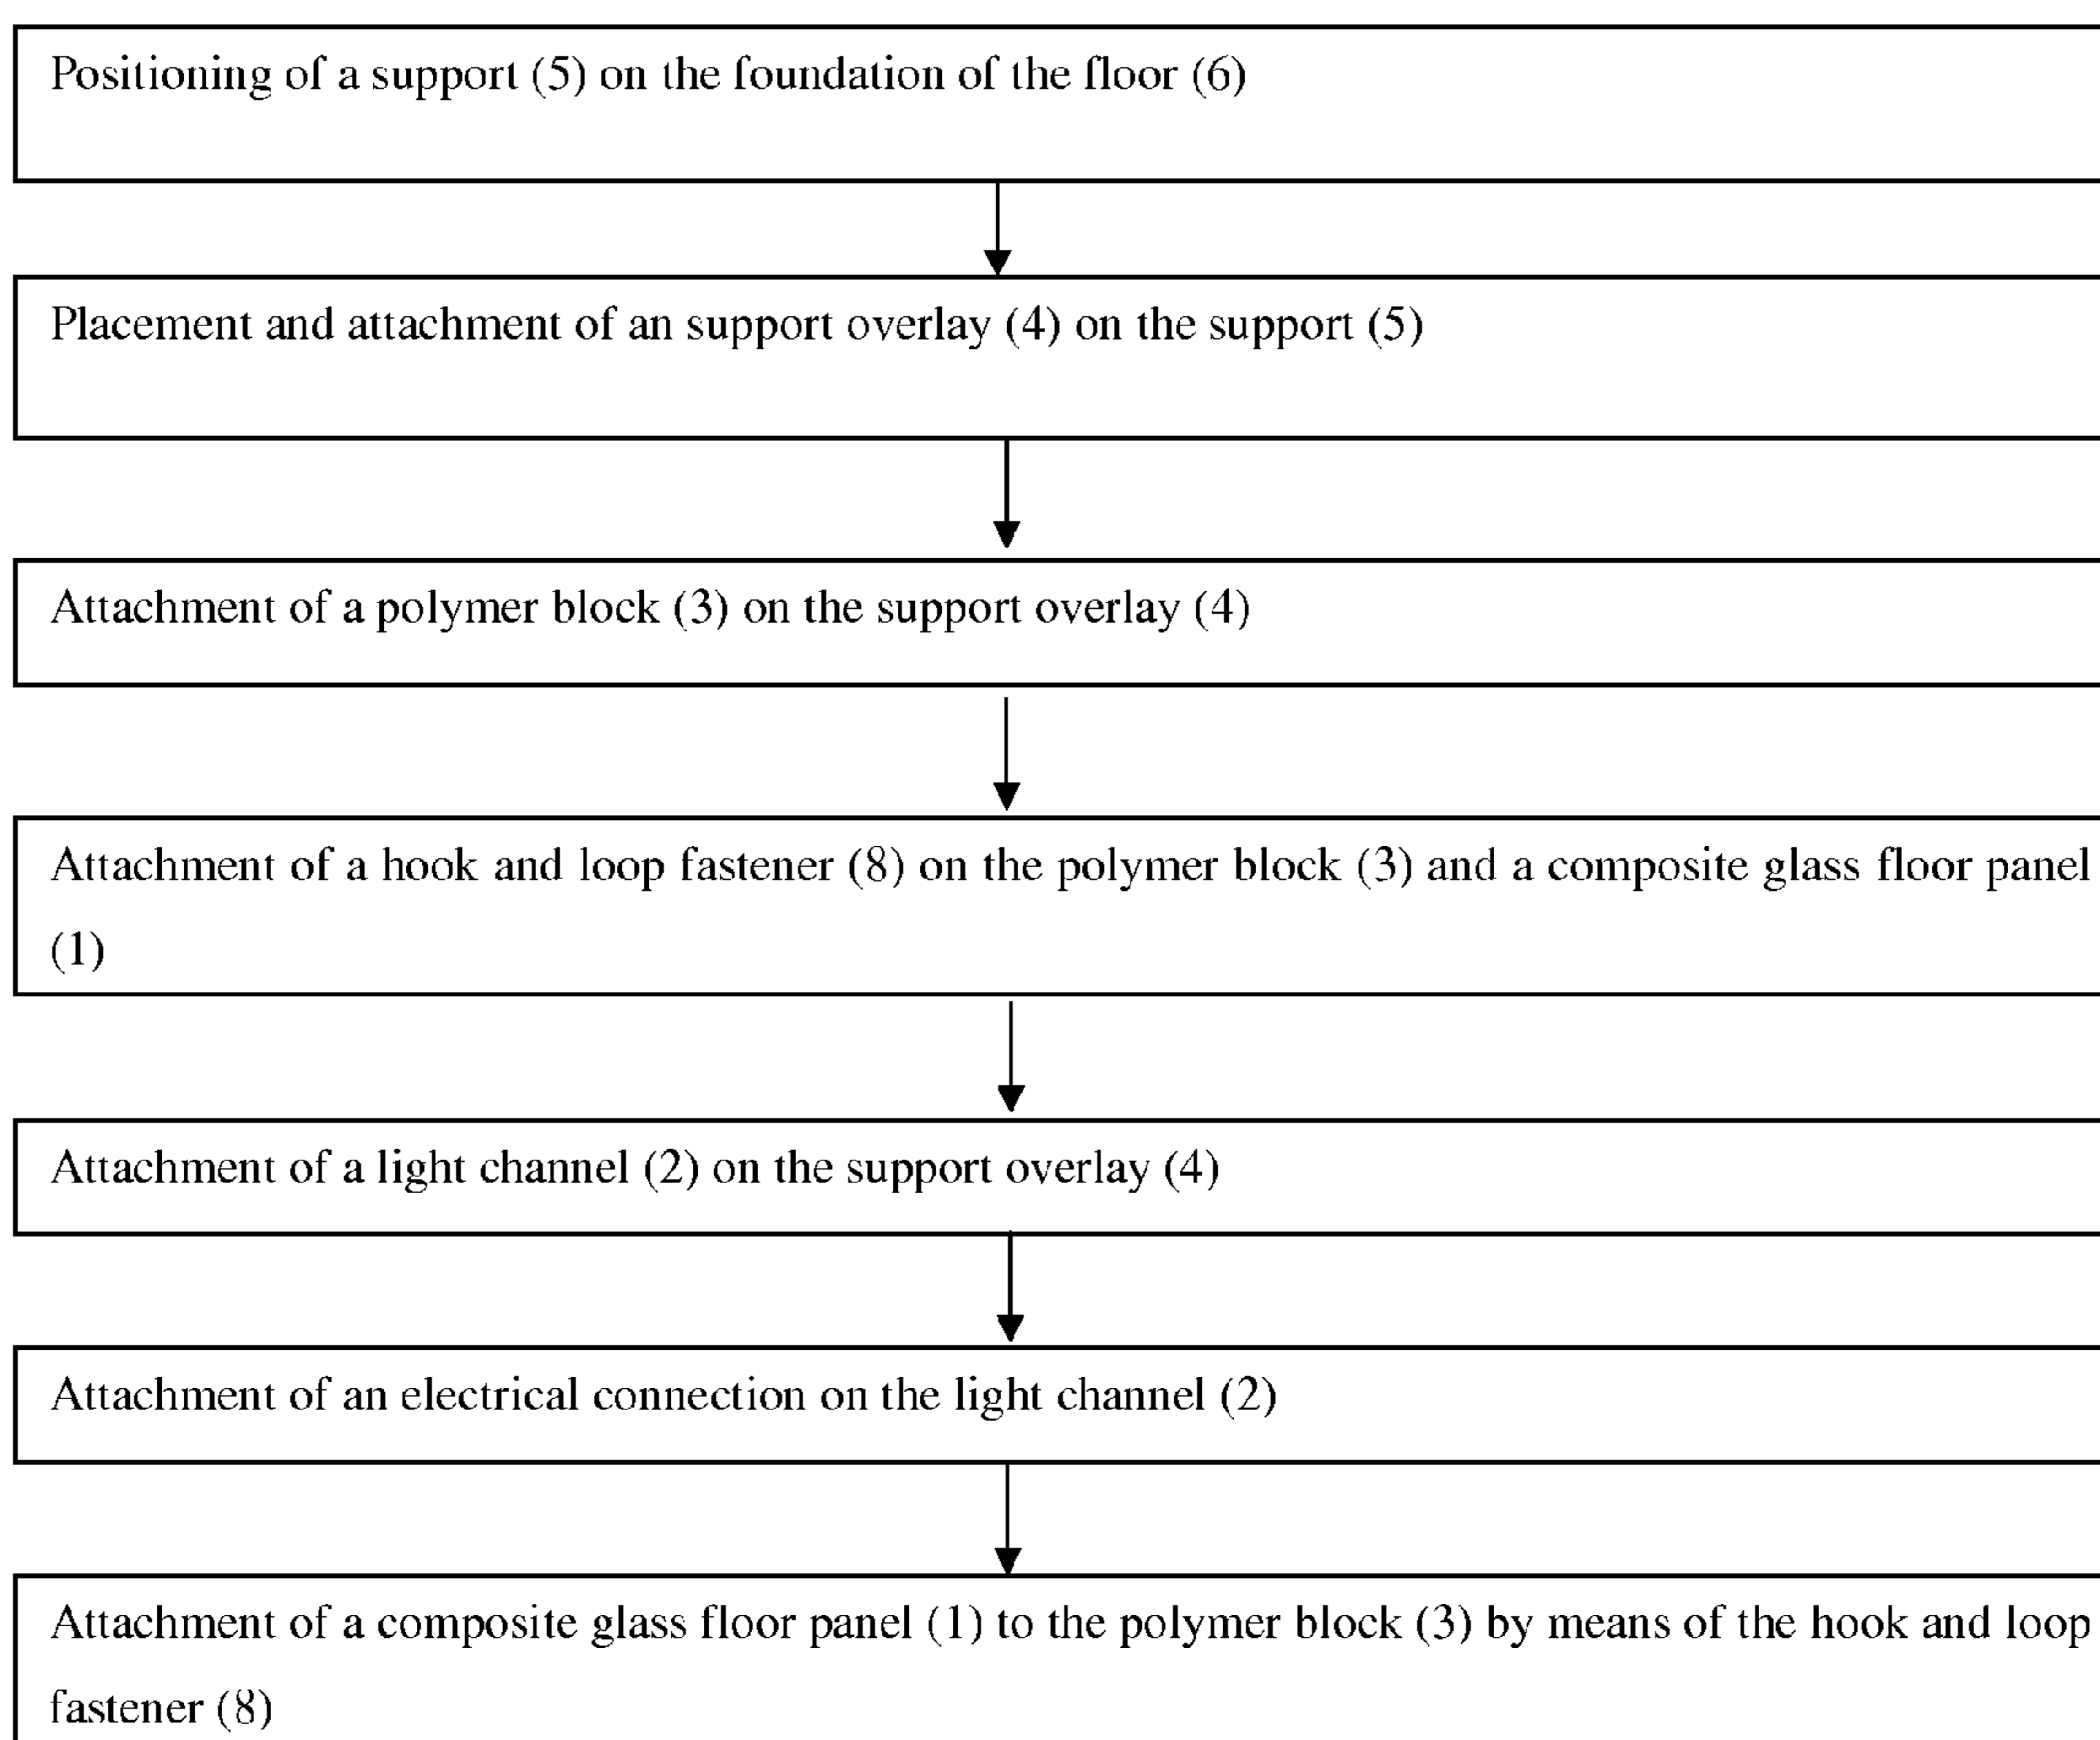 Positioning of a support (5) on the foundation of the floor (6)
Placement and attachment of an support overlay (4) on the support (5)
Attachment of a polymer block (3) on the support overlay (4)
Attachment of a hook and loop fastener (8) on the polymer block (3) and a composite glass floor panel
(1)
Attachment of a light channel (2) on the support overlay (4)
Attachment of an electrical connection on the light channel (2)
Attachment of a composite glass floor panel (1) to the polymer block (3) by means of the hook and loop
fastener (8)